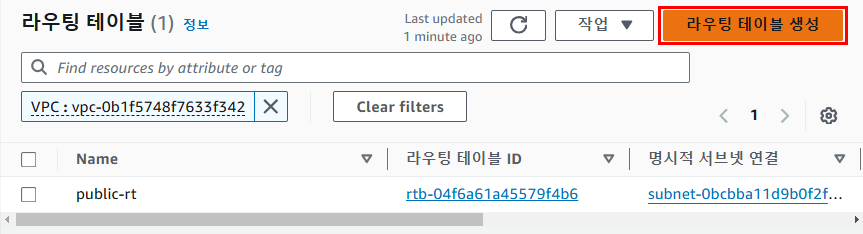 라우팅 테이블 (1) 정보
Last updated
1 minute ago
작업
라우팅 테이블 생성
Find resources by attribute or tag
VPC : vpc-0b1f5748f7633f342
Clear filters
1
Name 라우팅 테이블 ID 명시적 서브넷 연결
public-rt rtb-04f6a61a45579f4b6 subnet-0bcbba11d9b0f2f…